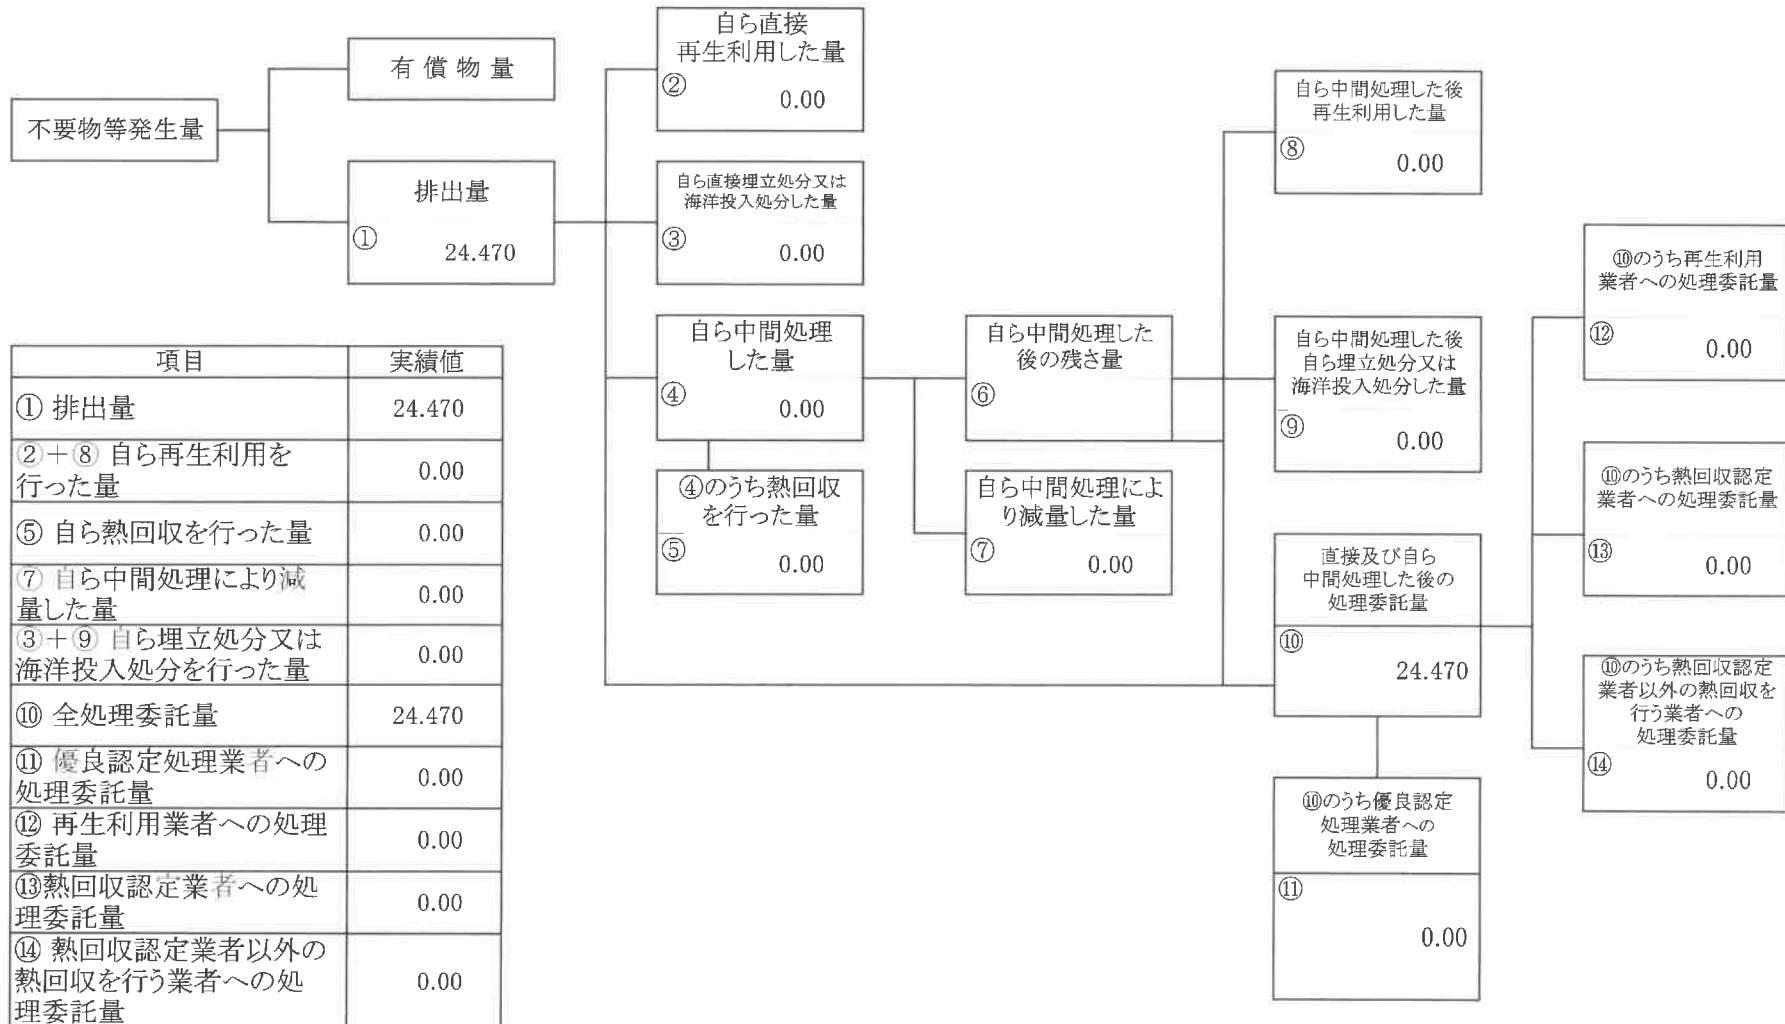 不要物等発生量
有 償 物 量
排出量
①
24.470
自ら直接
再生利用した量
②
0.00
自ら直接埋立処分又は
海洋投入処分した量
③
0.00
自ら中間処理
した量
④
0.00
④のうち熱回収
を行った量
⑤
0.00
自ら中間処理した
後の残さ量
⑥
自ら中間処理によ
り減量した量
⑦
0.00
自ら中間処理した後
再生利用した量
⑧
0.00
自ら中間処理した後
自ら埋立処分又は
海洋投入処分した量
⑨
0.00
直接及び自ら
中間処理した後の
処理委託量
⑩
24.470
⑩のうち優良認定
処理業者への
処理委託量
⑪
0.00
⑩のうち再生利用
業者への処理委託量
⑫
0.00
⑩のうち熱回収認定
業者への処理委託量
⑬
0.00
⑩のうち熱回収認定
業者以外の熱回収を
行う業者への
処理委託量
⑭
0.00
項目 実績値
① 排出量 24.470
②+⑧ 自ら再生利用を
行った量 0.00
⑤ 自ら熱回収を行った量 0.00
⑦ 自ら中間処理により減
量した量 0.00
③+⑨ 自ら埋立処分又は
海洋投入処分を行った量 0.00
⑩ 全処理委託量 24.470
⑪ 優良認定処理業者への
処理委託量 0.00
⑫ 再生利用業者への処理
委託量 0.00
⑬熱回収認定業者への処
理委託量 0.00
⑭ 熱回収認定業者以外の
熱回収を行う業者への処
理委託量 0.00